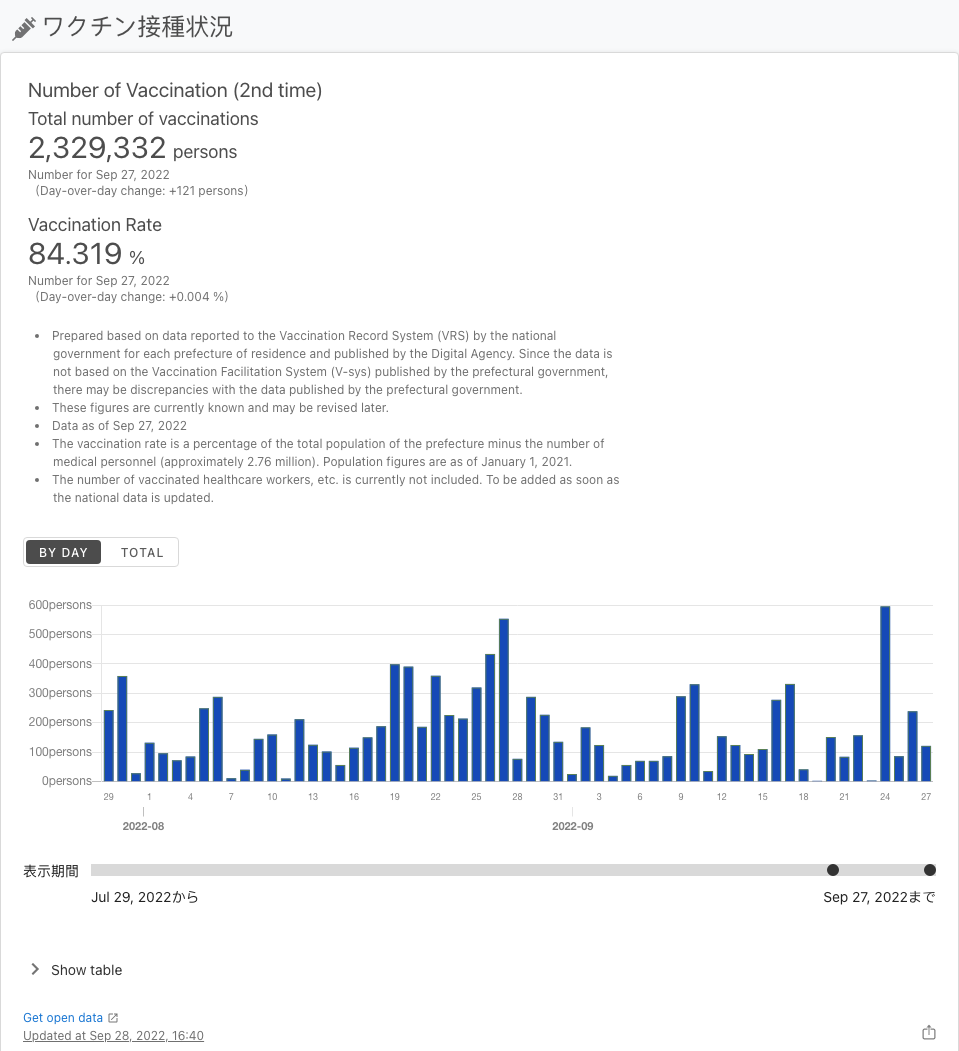 ワクチン接種状況
Number of Vaccination (2nd time)
Total number of vaccinations
2,329,332 persons
Number for Sep 27, 2022
(Day-over-day change: +121 persons)
Vaccination Rate
84.319 %
Number for Sep 27, 2022
(Day-over-day change: +0.004 %)
• Prepared based on data reported to the Vaccination Record System (VRS) by the national
government for each prefecture of residence and published by the Digital Agency. Since the data is
not based on the Vaccination Facilitation System (V-sys) published by the prefectural government,
there may be discrepancies with the data published by the prefectural government.
• These figures are currently known and may be revised later.
• Data as of Sep 27, 2022
• The vaccination rate is a percentage of the total population of the prefecture minus the number of
medical personnel (approximately 2.76 million). Population figures are as of January 1, 2021.
• The number of vaccinated healthcare workers, etc. is currently not included. To be added as soon as
the national data is updated.
BY DAY TOTAL
600persons
500persons
400persons
300persons
200persons
100persons
0persons
29 1 4 7 10 13 16 19 22 25 28 31 3 6 9 12 15 18 21 24 27
2022-08 2022-09
表示期間
Jul 29, 2022から Sep 27, 2022まで
Show table
Get open data
Updated at Sep 28, 2022, 16:40